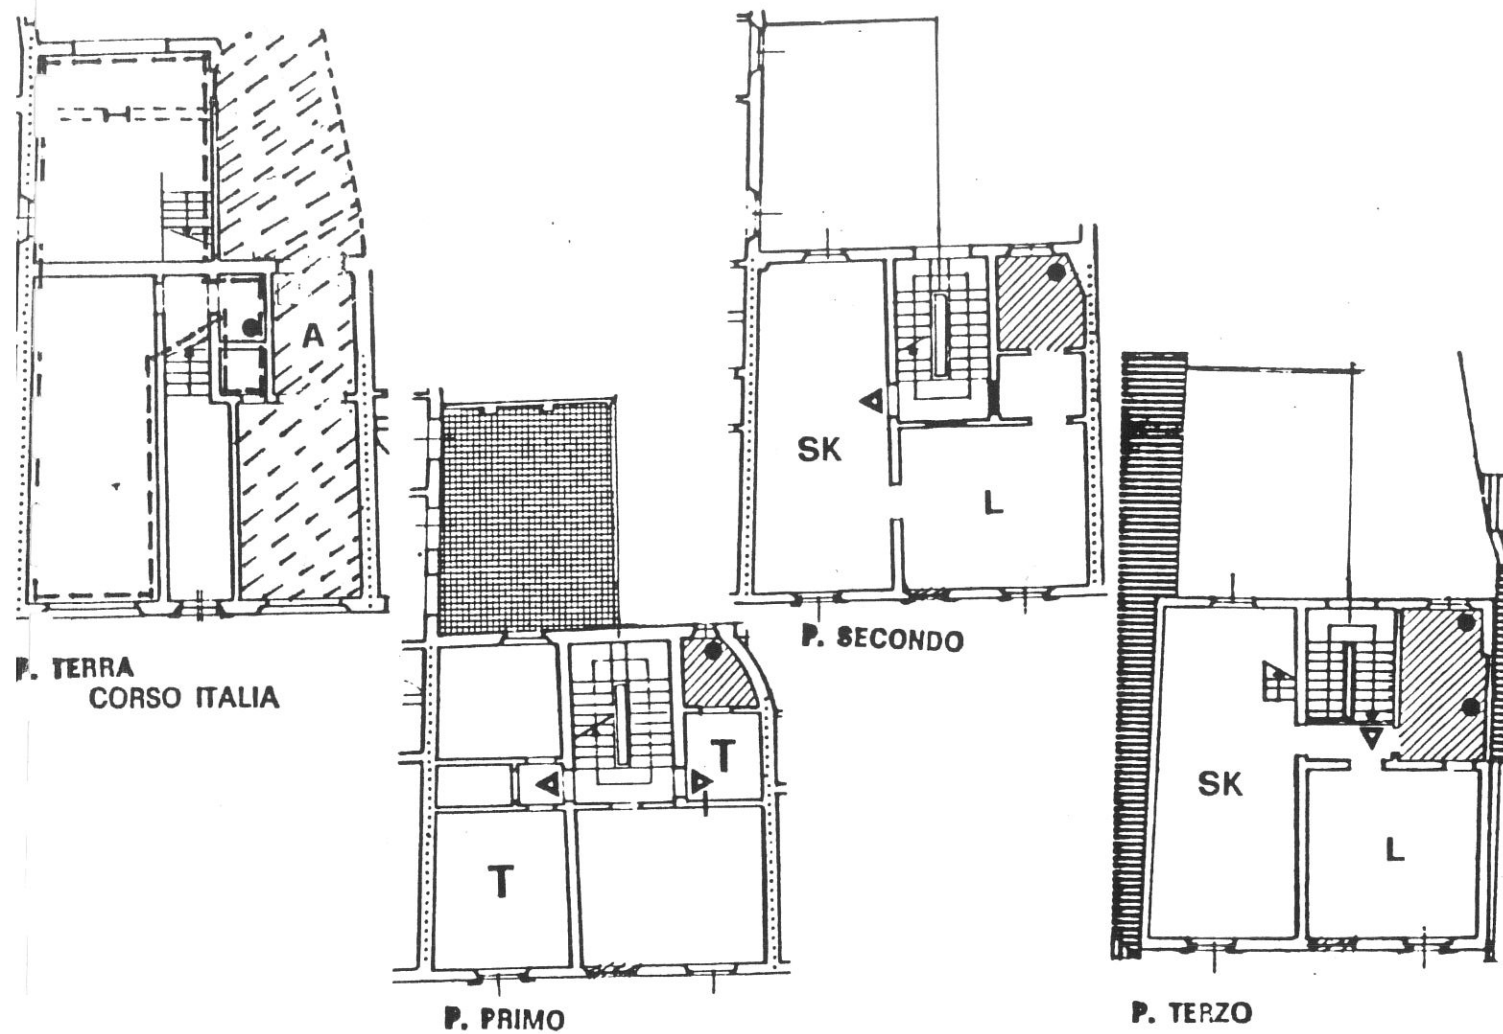 A
P. TERRA
CORSO ITALIA
T
T
P. PRIMO
SK
L
P. SECONDO
SK
L
P. TERZO